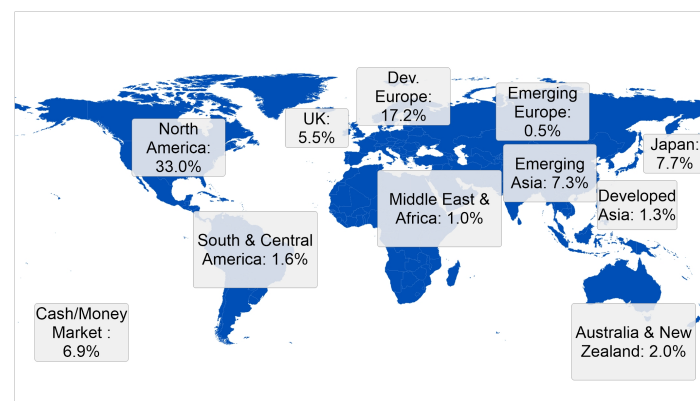 Dev.
Europe:
17.2%
Emerging
Europe:
0.5%
UK:
5.5%
North
America:
33.0%
Japan:
7.7%
Emerging
Asia: 7.3%
Middle East &
Africa: 1.0%
Developed
Asia: 1.3%
South & Central
America: 1.6%
Cash/Money
Market :
6.9%
Australia & New
Zealand: 2.0%